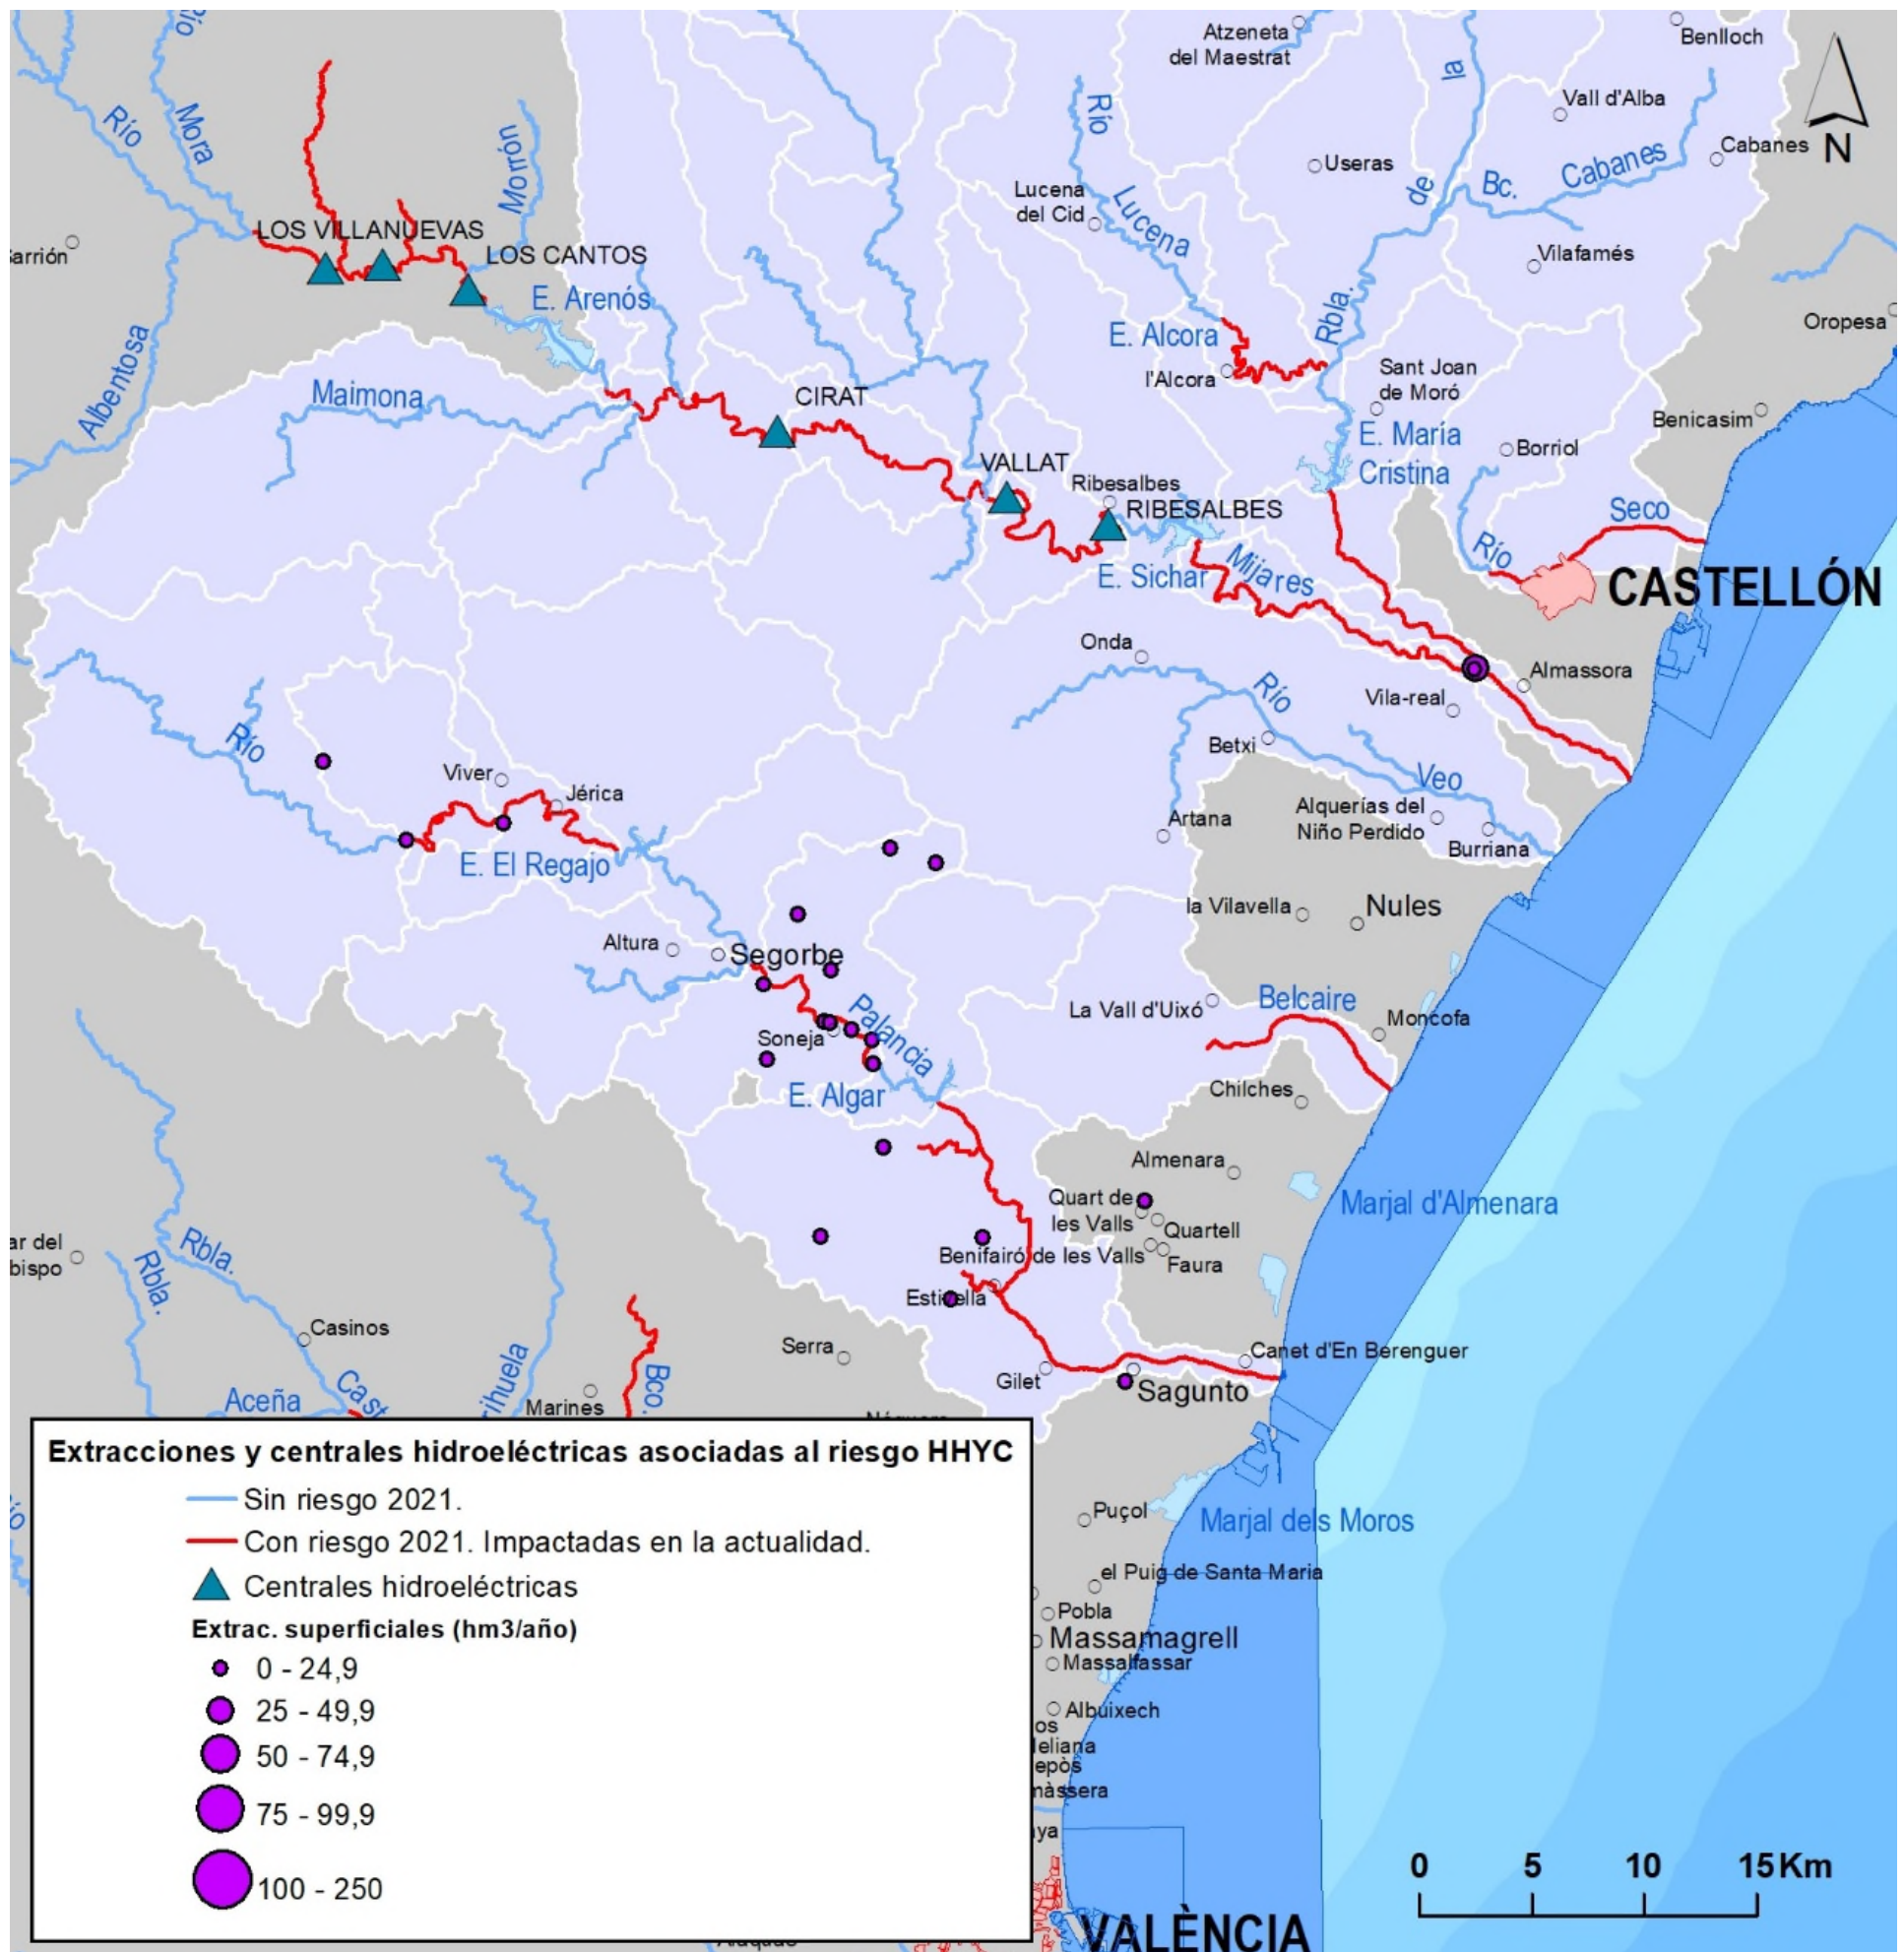 Atzeneta
del Maestrat
Benlloch
la
Río
Mora
Río
Morrón
Río
Lucena
Vall d'Alba
Cabanes
N
Useras
de
Bc.
Cabanes
Lucena
del Cid
LOS VILLANUEVAS
LOS CANTOS
E. Arenós
Vilafamés
Rbla.
Oropesa
Albentosa
E. Alcora
l'Alcora
Sant Joan
de Moró
Maimona
CIRAT
Benicasim
E. María
Cristina
Borriol
VALLAT
Ribesalbes
RIBESALBES
Seco
Río
E. Sichar
Mijares
CASTELLÓN
Onda
Almassora
Vila-real
Río
Río
Betxi
Veo
Viver
Jérica
E. El Regajo
Artana
Alquerías del
Niño Perdido
Burriana
la Vilavella
Nules
Altura
Segorbe
Palancia
La Vall d'Uixó
Belcaire
Moncofa
Soneja
E. Algar
Chilches
Almenara
Quart de
les Valls
Quartell
Marjal d'Almenara
Benifairó de les Valls
Faura
Rbla.
Rbla.
Estivella
Casinos
Serra
Canet d'En Berenguer
Gilet
Sagunto
Aceña
Cast
rihuela
Marines
Bco.
Extracciones y centrales hidroeléctricas asociadas al riesgo HHYC
Sin riesgo 2021.
Con riesgo 2021. Impactadas en la actualidad.
Centrales hidroeléctricas
Extrac. superficiales (hm3/año)
0 - 24,9
25 - 49,9
50 - 74,9
75 - 99,9
100 - 250
Puçol
Marjal dels Moros
el Puig de Santa Maria
Pobla
Massamagrell
Massalfassar
Albuixech
VALÈNCIA
0 5 10 15 Km